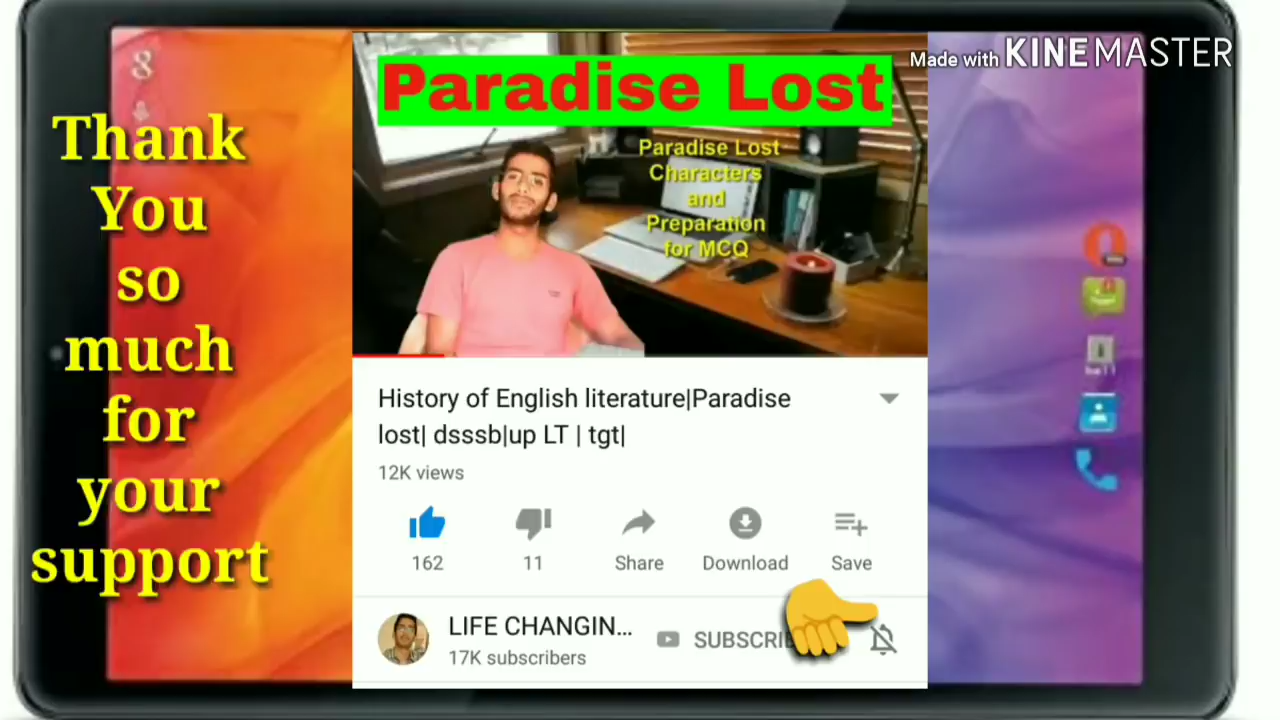 Made with KINEMASTER
Thank
You
so
much
for
your
support
Paradise Lost
Paradise Lost
Characters
and
Preparation
for MCQ
History of English literature|Paradise
lost| dsssb|up LT | tgt|
12K views
162
11
Share
Download
Save
LIFE CHANGIN...
SUBSCRIB
17K subscribers